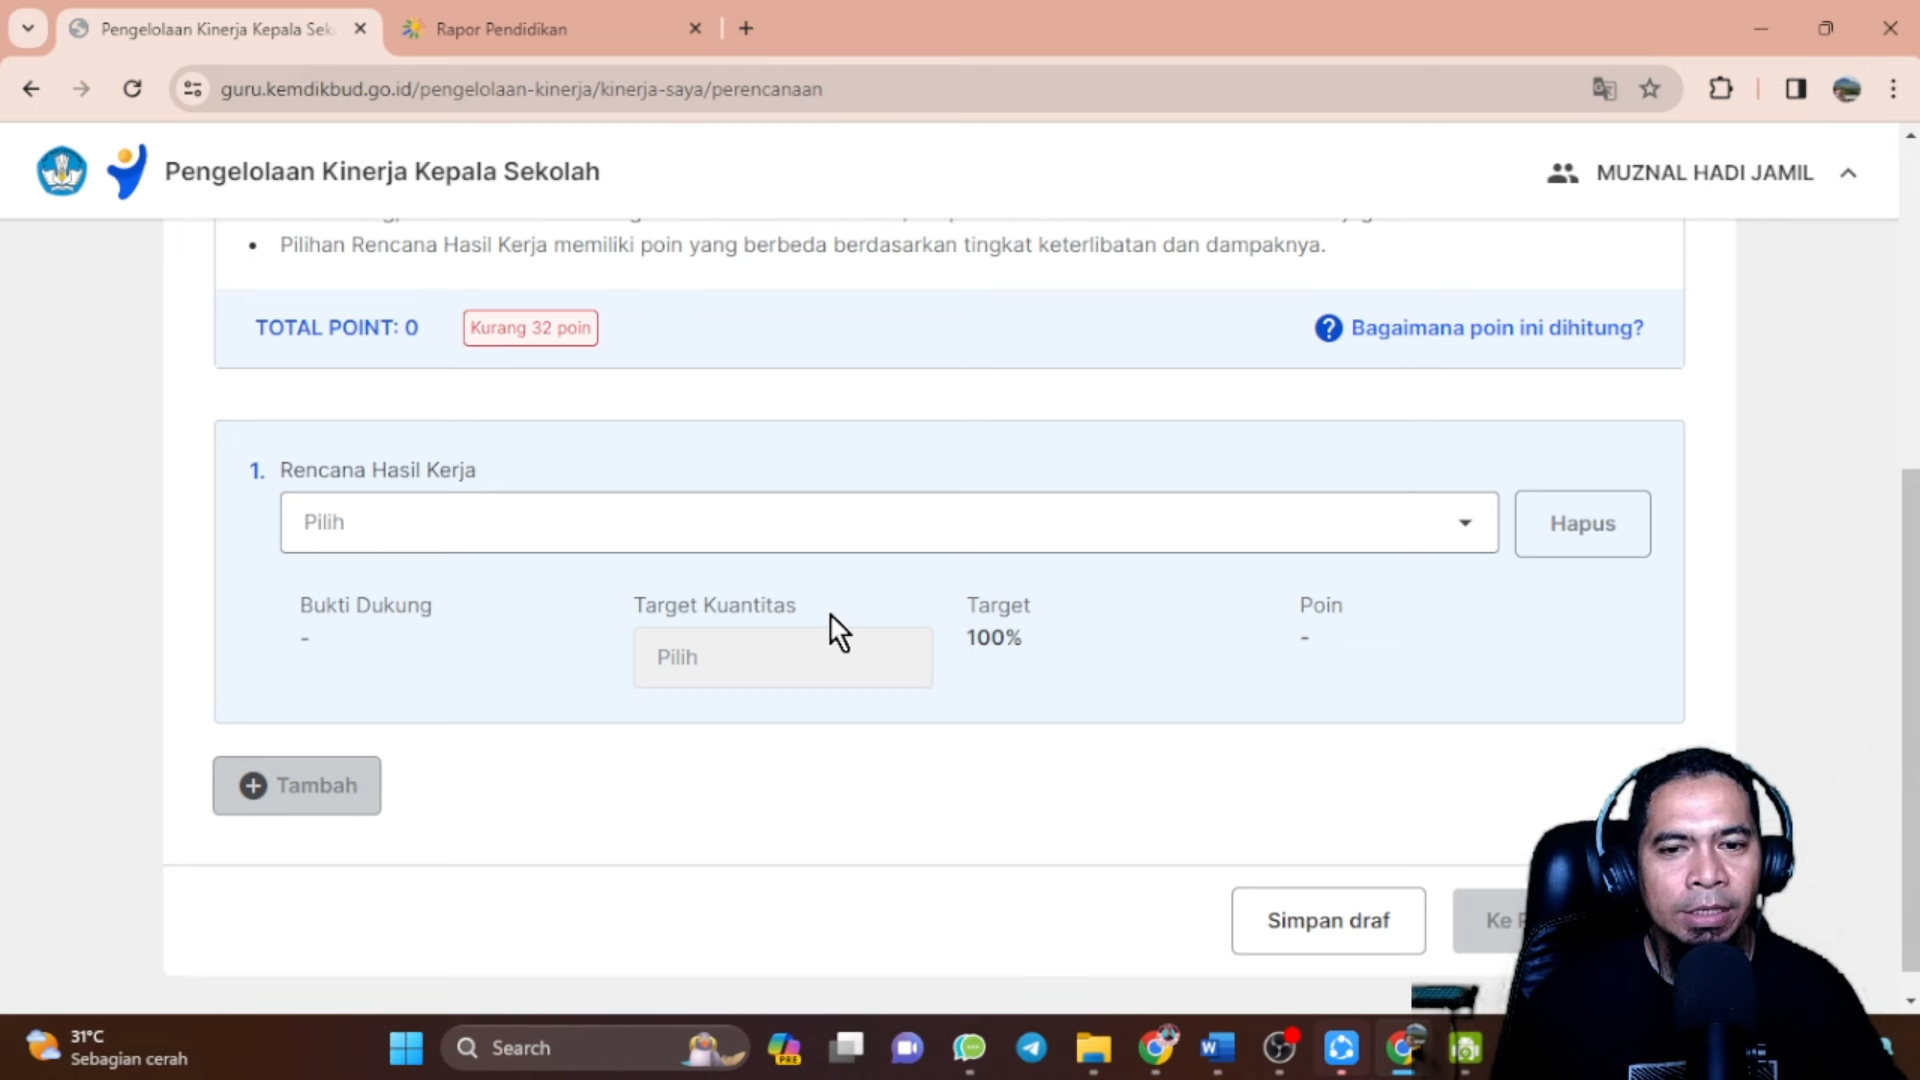 Pengelolaan Kinerja Kepala Sek
Rapor Pendidikan
guru.kemdikbud.go.id/pengelolaan-kinerja/kinerja-saya/perencanaan
Pengelolaan Kinerja Kepala Sekolah
MUZNAL HADI JAMIL
• Pilihan Rencana Hasil Kerja memiliki poin yang berbeda berdasarkan tingkat keterlibatan dan dampaknya.
TOTAL POINT: 0
Kurang 32 poin
? Bagaimana poin ini dihitung?
1. Rencana Hasil Kerja
Pilih
Hapus
Bukti Dukung
-
Target Kuantitas
Pilih
Target
100%
Poin
-
+ Tambah
Simpan draf
Ke
31°C
Sebagian cerah
Search
PRE
W